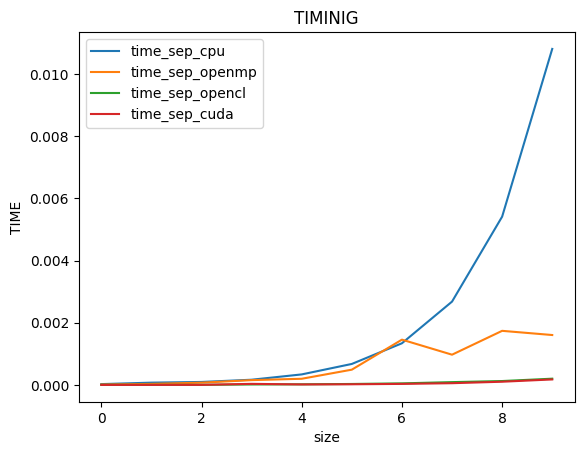 TIMINIG
time_sep_cpu
time_sep_openmp
time_sep_opencl
time_sep_cuda
TIME
0.010
0.008
0.006
0.004
0.002
0.000
0 2 4 6 8
size